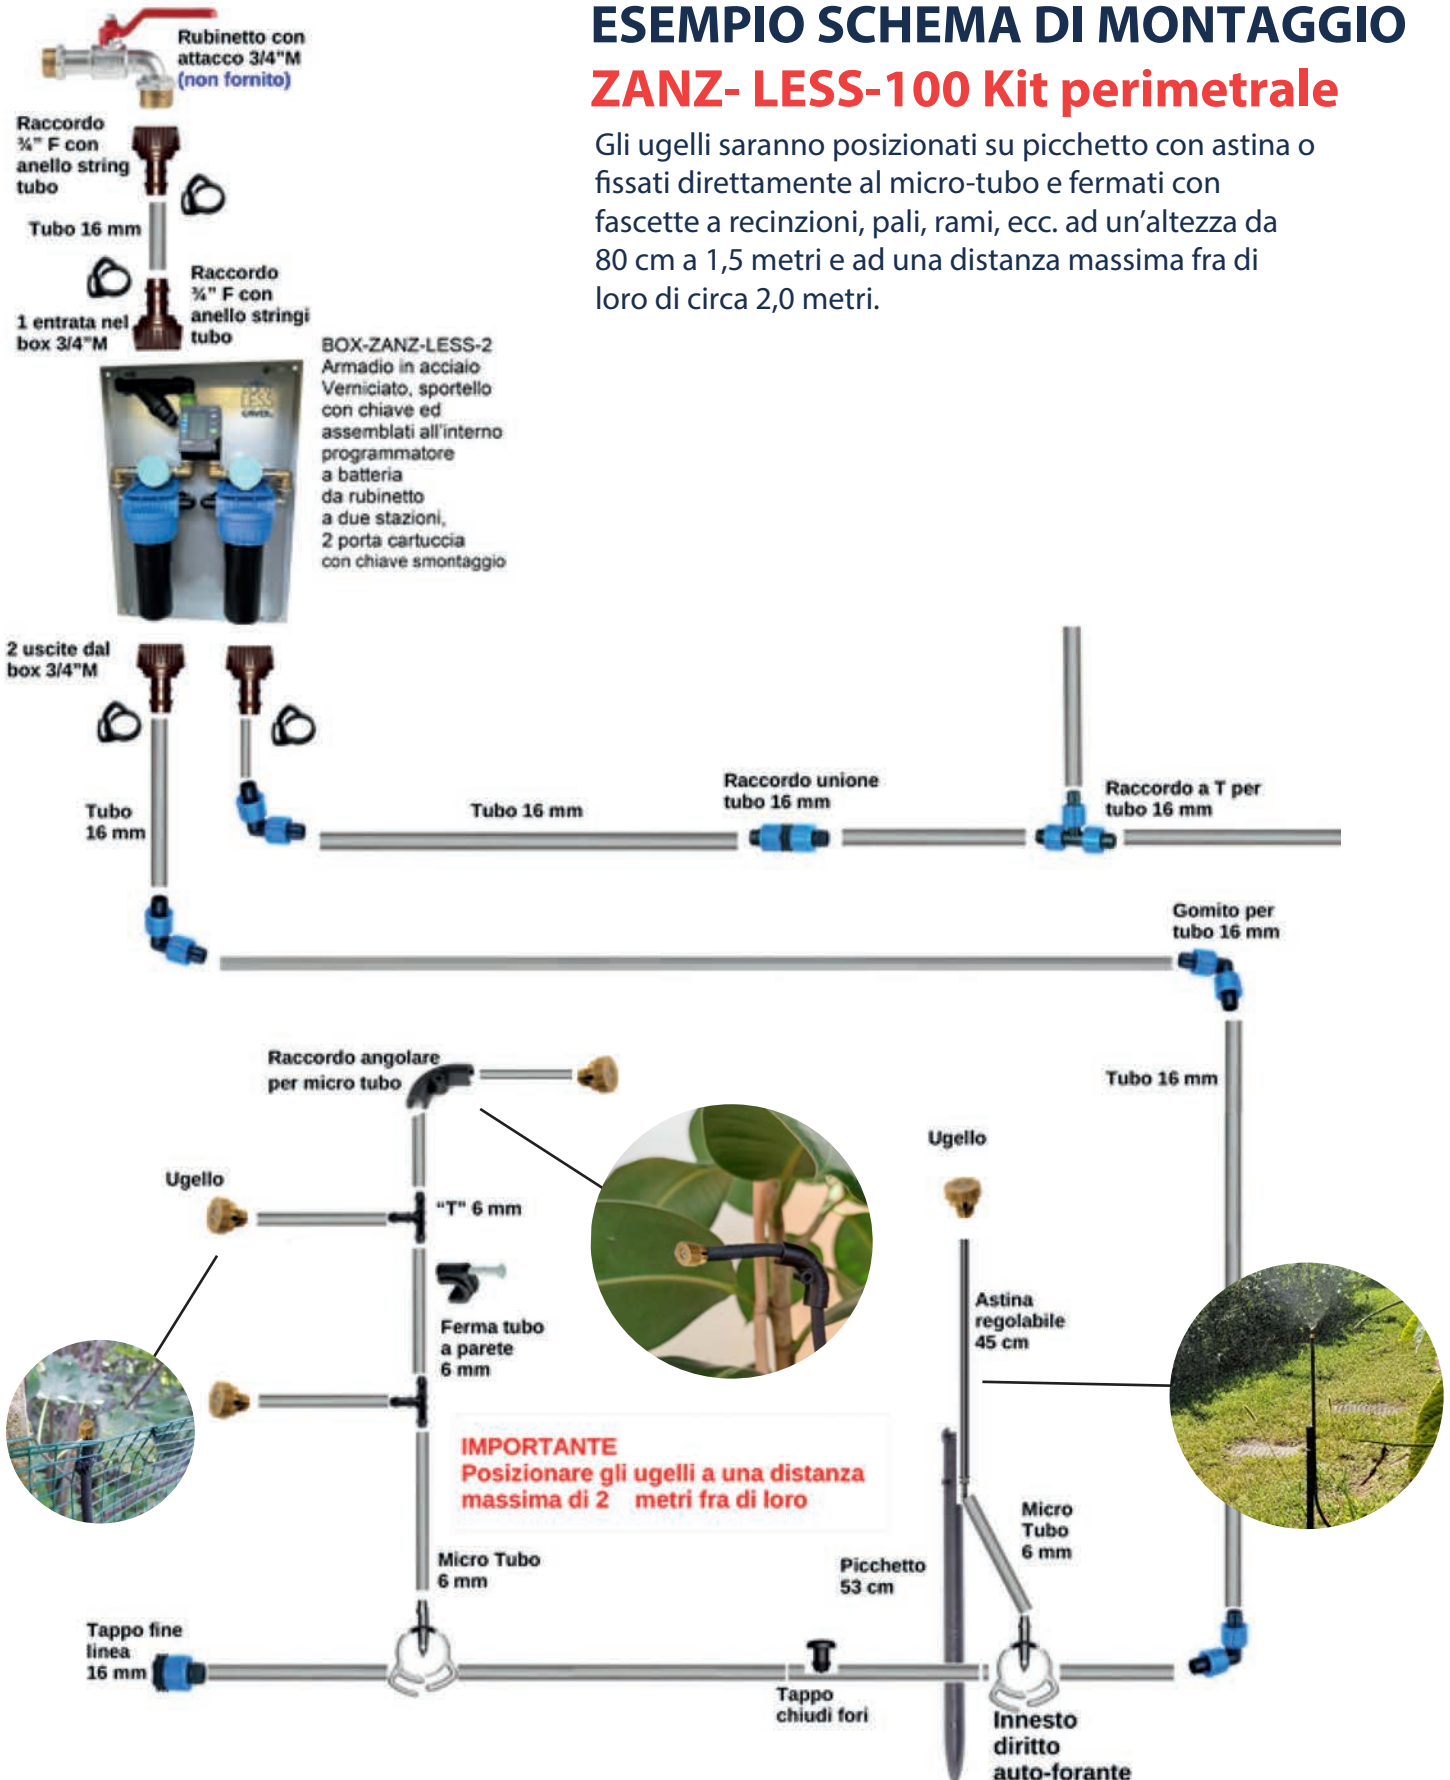 ESEMPIO SCHEMA DI MONTAGGIO
ZANZ- LESS-100 Kit perimetrale
Gli ugelli saranno posizionati su picchetto con astina o
fissati direttamente al micro-tubo e fermati con
fascette a recinzioni, pali, rami, ecc. ad un’altezza da
80 cm a 1,5 metri e ad una distanza massima fra di
loro di circa 2,0 metri.
Rubinetto con
attacco 3/4"M
(non fornito)
Raccordo
¾" F con
anello string
tubo
Tubo 16 mm
Raccordo
¾" F con
anello stringi
tubo
1 entrata nel
box 3/4"M
BOX-ZANZ-LESS-2
Armadio in acciaio
Verniciato, sportello
con chiave ed
assemblati all'interno
programmatore
a batteria
da rubinetto
a due stazioni,
2 porta cartuccia
con chiave smontaggio
LESS
2 uscite dal
box 3/4"M
Tubo
16 mm
Tubo 16 mm
Raccordo unione
tubo 16 mm
Raccordo a T per
tubo 16 mm
Gomito per
tubo 16 mm
Tubo 16 mm
Raccordo angolare
per micro tubo
Ugello
"T" 6 mm
Ferma tubo
a parete
6 mm
Ugello
Astina
regolabile
45 cm
IMPORTANTE
Posizionare gli ugelli a una distanza
massima di 2 metri fra di loro
Micro Tubo
6 mm
Picchetto
53 cm
Micro
Tubo
6 mm
Tappo fine
linea
16 mm
Tappo
chiudi fori
Innesto
diritto
auto-forante